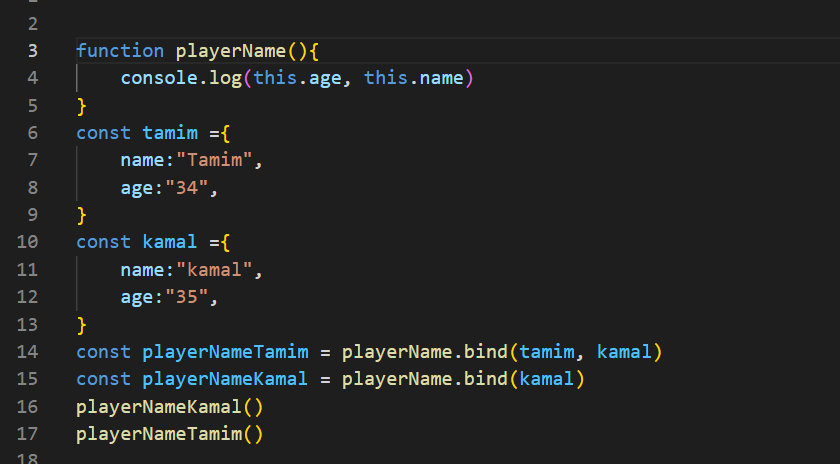 2
3 function playerName(){
4     console.log(this.age, this.name)
5 }
6 const tamim ={
7     name:"Tamim",
8     age:"34",
9 }
10 const kamal ={
11     name:"kamal",
12     age:"35",
13 }
14 const playerNameTamim = playerName.bind(tamim, kamal)
15 const playerNameKamal = playerName.bind(kamal)
16 playerNameKamal()
17 playerNameTamim()
18